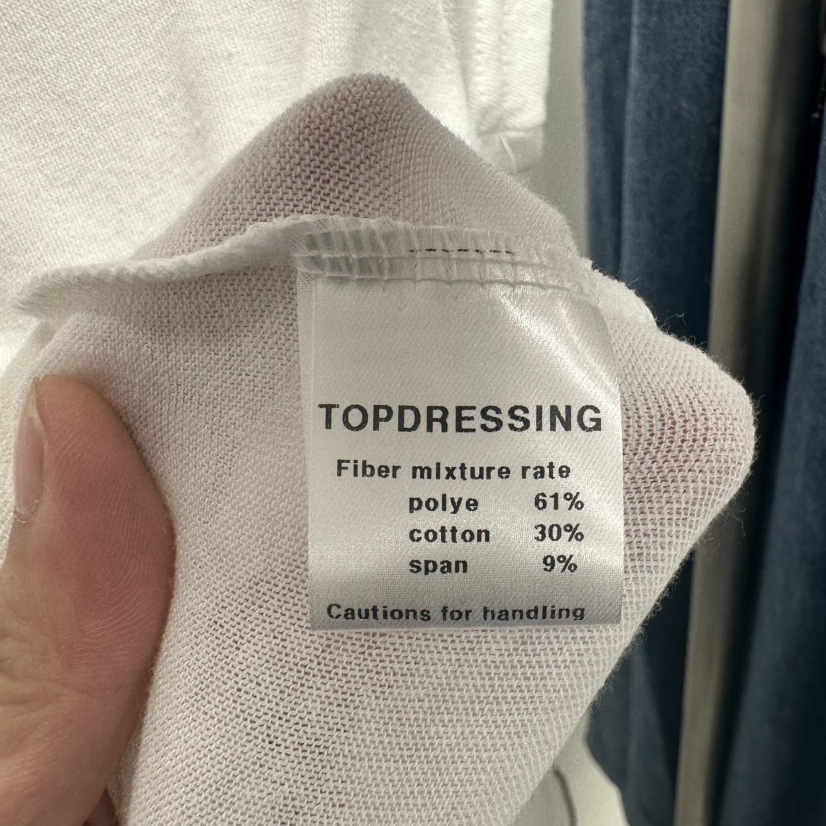 TOPDRESSING
Fiber mixture rate
polye 61%
cotton 30%
span 9%
Cautions for handling